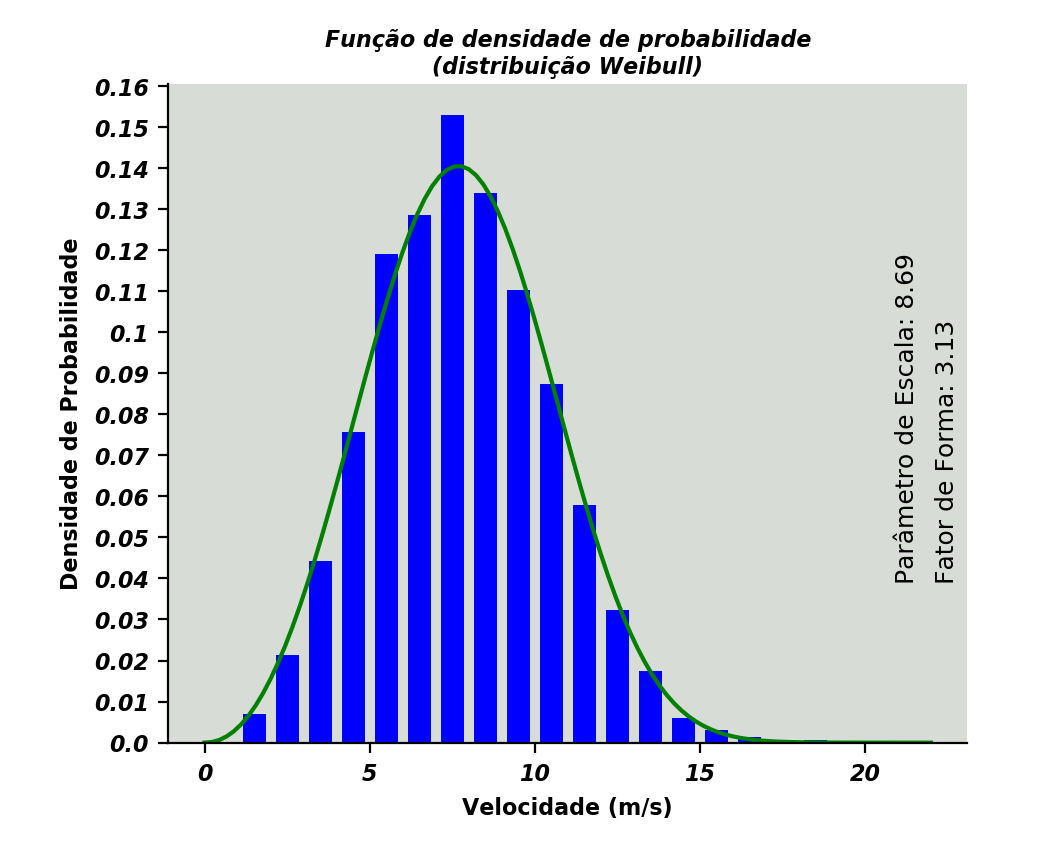 Função de densidade de probabilidade
(distribuição Weibull)
0.16
0.15
0.14
0.13
0.12
0.11
0.1
0.09
0.08
0.07
0.06
0.05
0.04
0.03
0.02
0.01
0.0
Densidade de Probabilidade
0 5 10 15 20
Velocidade (m/s)
Parâmetro de Escala: 8.69
Fator de Forma: 3.13